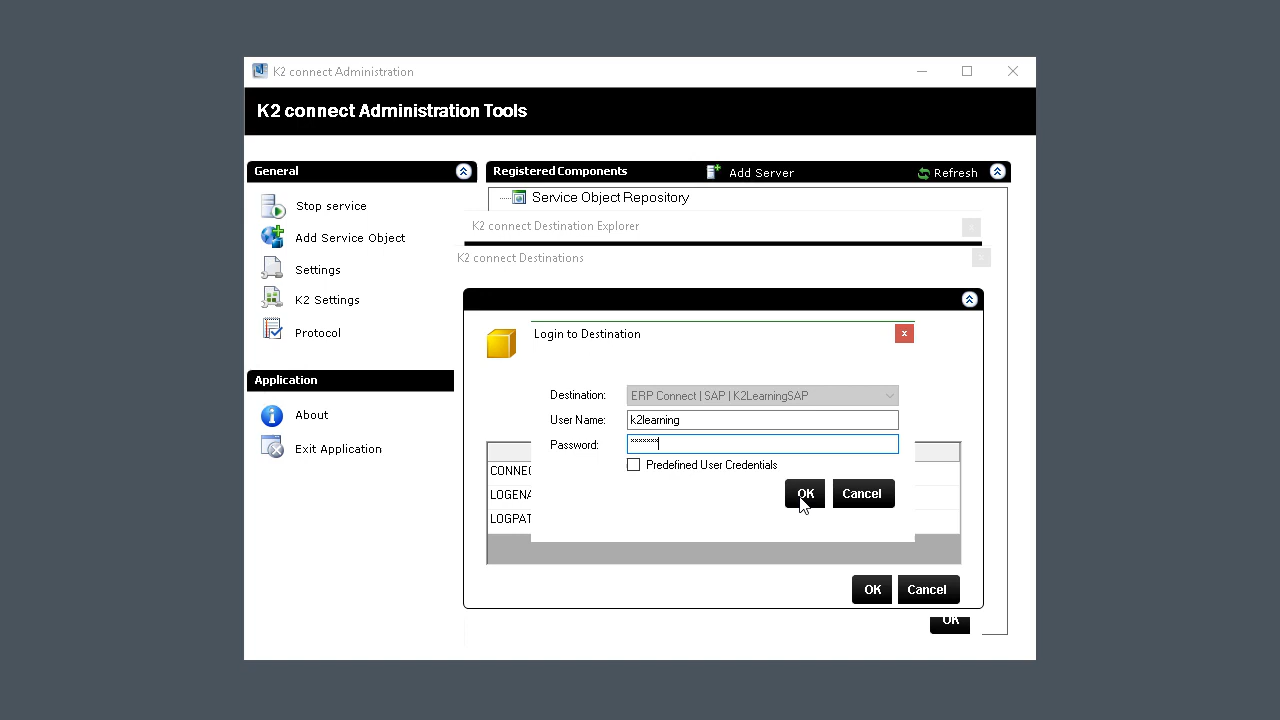 K2 connect Administration
K2 connect Administration Tools
General
Stop service
Add Service Object
Settings
K2 Settings
Protocol
Application
About
Exit Application
Registered Components
Add Server
Refresh
Service Object Repository
K2 connect Destination Explorer
K2 connect Destinations
Login to Destination
x
Destination: ERP Connect | SAP | K2LearningSAP
User Name: k2learning
Password: *******
Predefined User Credentials
OK Cancel
CONNEC
LOGENA
LOGPAT
OK Cancel
OK